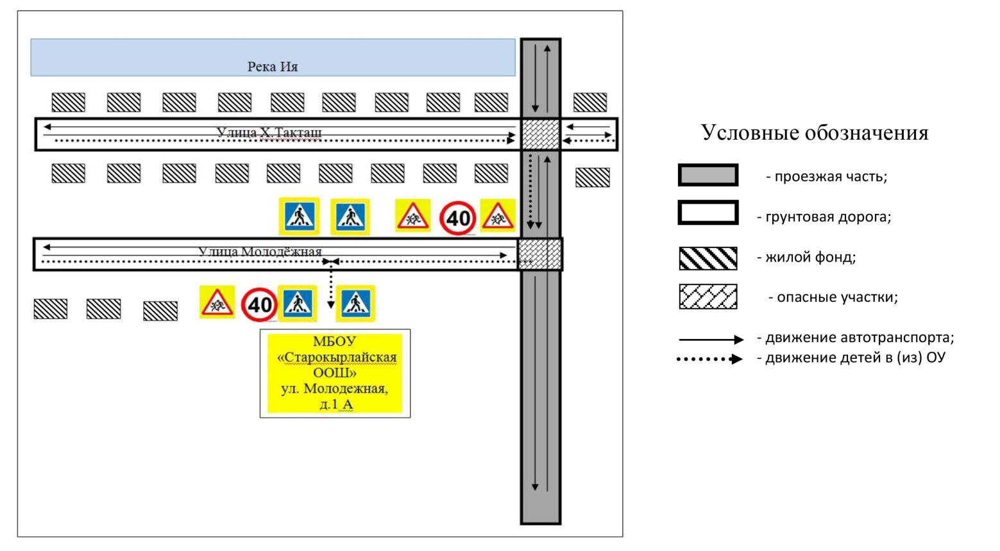 Река Ия
Улица Х.Такташ
40
Улица Молодёжная
40
МБОУ
«Старокырлайская
ООШ»
ул. Молодежная,
д.1 А
Условные обозначения
- проезжая часть;
- грунтовая дорога;
- жилой фонд;
- опасные участки;
- движение автотранспорта;
- движение детей в (из) ОУ